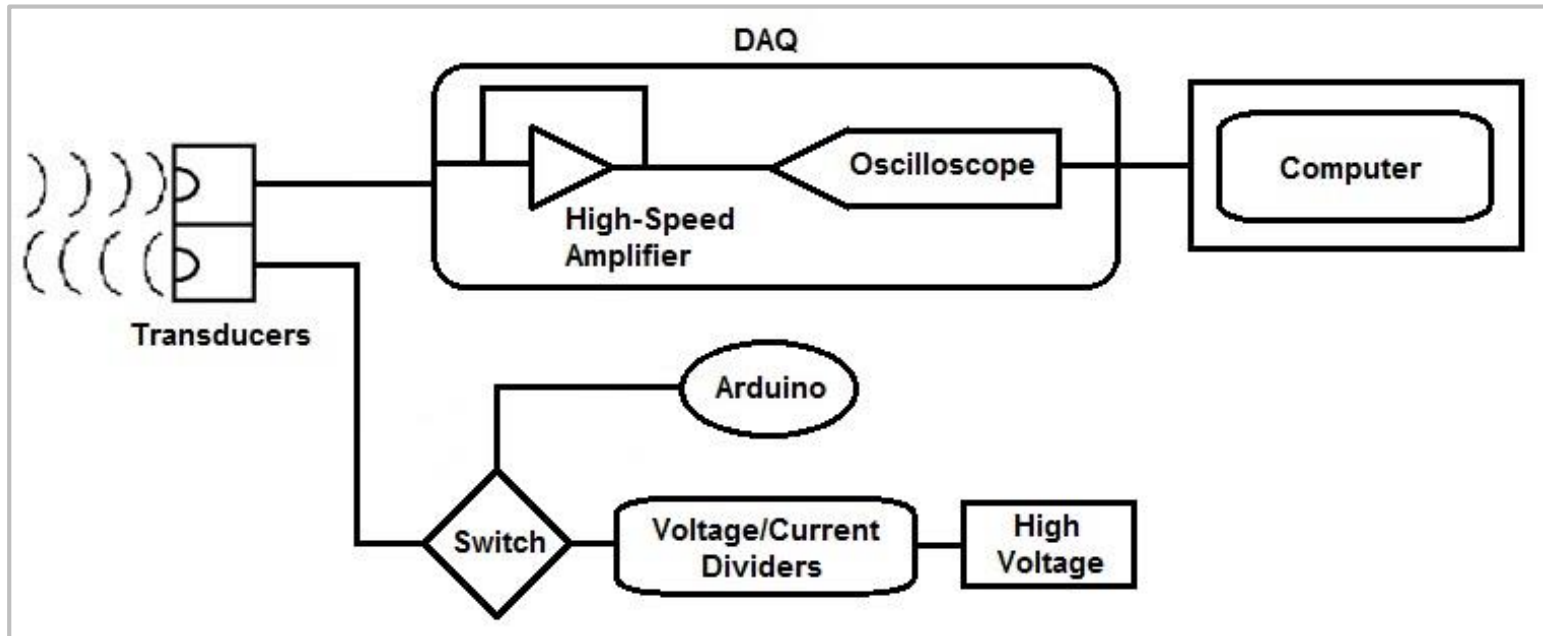 DAQ
Oscilloscope
Computer
High-Speed
Amplifier
Transducers
Arduino
Switch
Voltage/Current
Dividers
High
Voltage